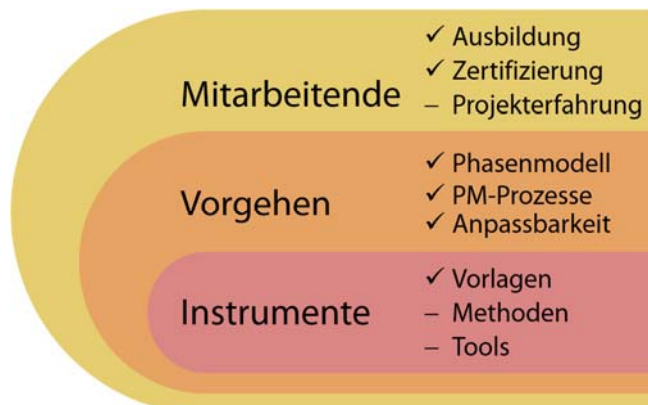 Mitarbeitende
✓ Ausbildung
✓ Zertifizierung
– Projekterfahrung
Vorgehen
✓ Phasenmodell
✓ PM-Prozesse
✓ Anpassbarkeit
Instrumente
✓ Vorlagen
– Methoden
– Tools